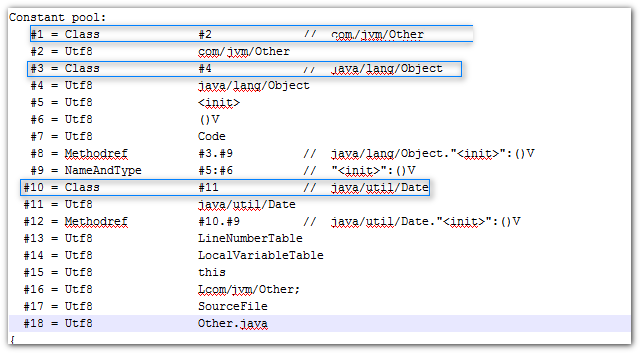 Constant pool:
#1 = Class #2 // com/jvm/Other
#2 = Utf8 com/jvm/Other
#3 = Class #4 // java/lang/Object
#4 = Utf8 java/lang/Object
#5 = Utf8 <init>
#6 = Utf8 ()V
#7 = Utf8 Code
#8 = Methodref #3.#9 // java/lang/Object."<init>":()V
#9 = NameAndType #5:#6 // "<init>":()V
#10 = Class #11 // java/util/Date
#11 = Utf8 java/util/Date
#12 = Methodref #10.#9 // java/util/Date."<init>":()V
#13 = Utf8 LineNumberTable
#14 = Utf8 LocalVariableTable
#15 = Utf8 this
#16 = Utf8 Lcom/jvm/Other;
#17 = Utf8 SourceFile
#18 = Utf8 Other.java
{